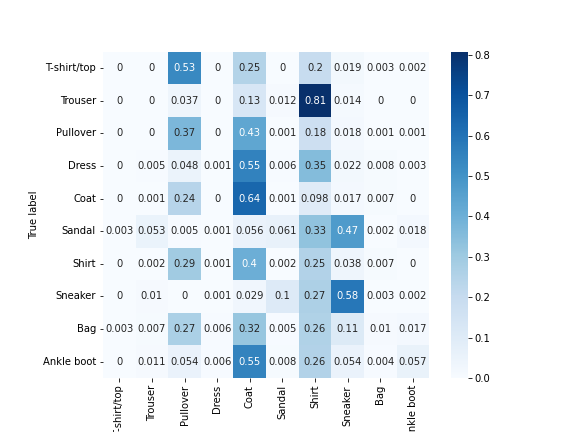 T-shirt/top 0 0 0.53 0 0.25 0 0.2 0.019 0.003 0.002
Trouser 0 0 0.037 0 0.13 0.012 0.81 0.014 0 0
Pullover 0 0 0.37 0 0.43 0.001 0.18 0.018 0.001 0.001
Dress 0 0.005 0.048 0.001 0.55 0.006 0.35 0.022 0.008 0.003
Coat 0 0.001 0.24 0 0.64 0.001 0.098 0.017 0.007 0
Sandal 0.003 0.053 0.005 0.001 0.056 0.061 0.33 0.47 0.002 0.018
Shirt 0 0.002 0.29 0.001 0.4 0.002 0.25 0.038 0.007 0
Sneaker 0 0.01 0 0.001 0.029 0.1 0.27 0.58 0.003 0.002
Bag 0.003 0.007 0.27 0.006 0.32 0.005 0.26 0.11 0.01 0.017
Ankle boot 0 0.011 0.054 0.006 0.55 0.008 0.26 0.054 0.004 0.057
True label
-shirt/top Trouser Pullover Dress Coat Sandal Shirt Sneaker Bag nkle boot
0.8
0.7
0.6
0.5
0.4
0.3
0.2
0.1
0.0